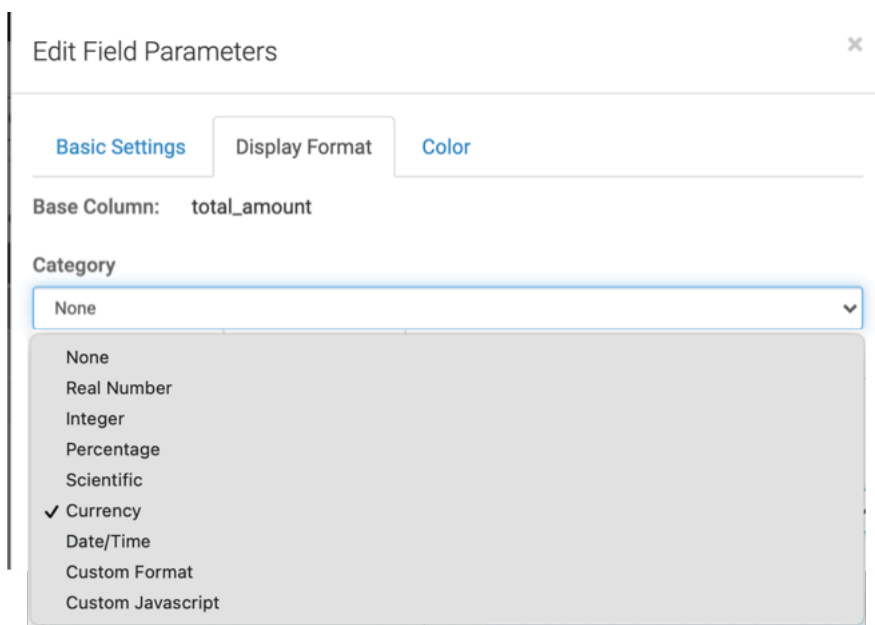 Edit Field Parameters ×
Basic Settings Display Format Color
Base Column: total_amount
Category
None
None
Real Number
Integer
Percentage
Scientific
✓ Currency
Date/Time
Custom Format
Custom Javascript